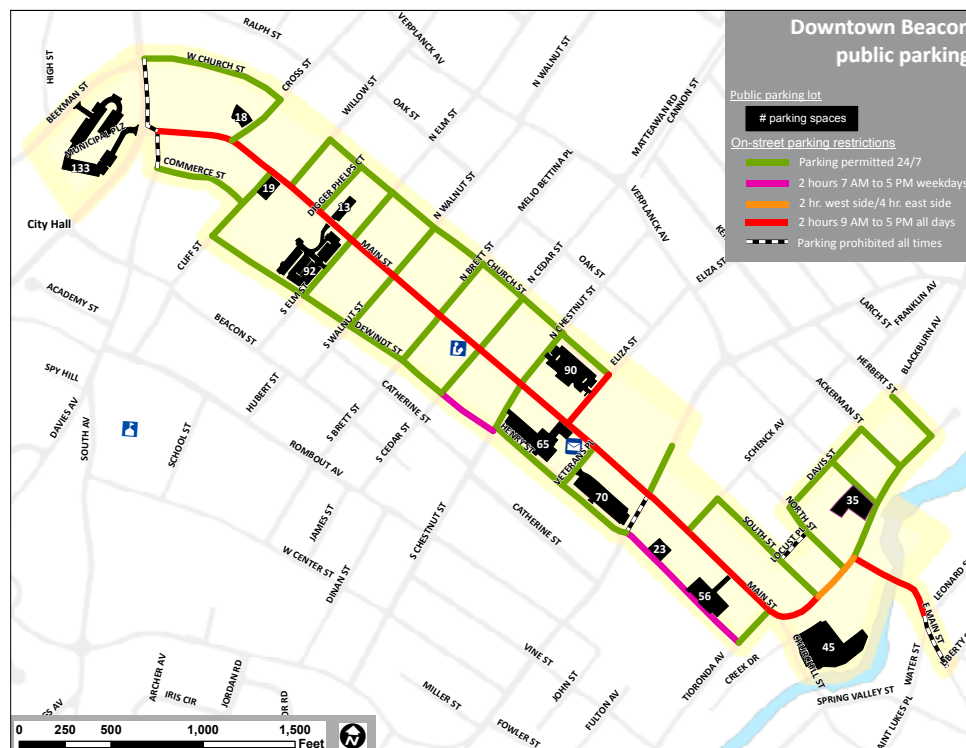 Downtown Beacon
public parking
Public parking lot
# parking spaces
On-street parking restrictions
Parking permitted 24/7
2 hours 7 AM to 5 PM weekdays
2 hr. west side/4 hr. east side
2 hours 9 AM to 5 PM all days
Parking prohibited all times
RALPH ST
VERPLANCK AV
HIGH ST
W CHURCH ST
CROSS ST
N WALNUT ST
BEEKMAN ST
WILLOW ST
OAK ST
N ELM ST
MATTEAWAN RD
CANNON ST
18
MUNICIPAL PLZ
133
COMMERCE ST
DIGGER PHELPS CT
19
13
N WALNUT ST
MELIO BETTINA PL
VERPLANCK AV
City Hall
CLIFF ST
MAIN ST
92
N BRETT ST
CHURCH ST
N CEDAR ST
OAK ST
ELIZA ST
ACADEMY ST
S ELM ST
BEACON ST
S WALNUT ST
DEWINDT ST
N CHESTNUT ST
LARCH ST
FRANKLIN AV
BLACKBURN AV
SPY HILL
HUBERT ST
CATHERINE ST
90
ELIZA ST
HERBERT ST
ACKERMAN ST
DAVIES AV
SOUTH AV
SCHOOL ST
ROMBOUT AV
S BRETT ST
S CEDAR ST
HENRY ST
65
VETERANS PL
SCHENCK AV
DAVIS ST
70
35
JAMES ST
CATHERINE ST
NORTH ST
SOUTH ST
LOCUST PL
W CENTER ST
DINAN ST
S CHESTNUT ST
23
56
MAIN ST
LEONARD S
E MAIN ST
45
CHURCHILL ST
WATER ST
VINE ST
JOHN ST
TIORONDA AV
CREEK DR
SPRING VALLEY ST
ARCHER AV
IRIS CIR
JORDAN RD
MILLER ST
FULTON AV
FOWLER ST
0 250 500 1,000 1,500
Feet
N